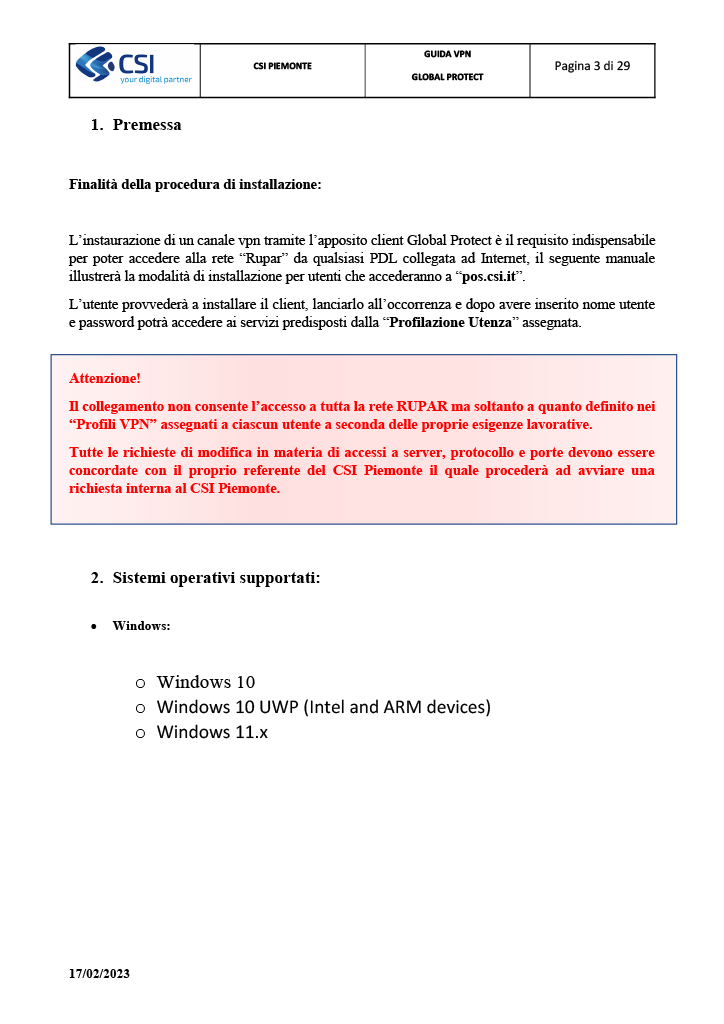 CSI
your digital partner
CSI PIEMONTE
GUIDA VPN
GLOBAL PROTECT
Pagina 3 di 29
1. Premessa
Finalità della procedura di installazione:
L’instaurazione di un canale vpn tramite l’apposito client Global Protect è il requisito indispensabile
per poter accedere alla rete “Rupar” da qualsiasi PDL collegata ad Internet, il seguente manuale
illustrerà la modalità di installazione per utenti che accederanno a “pos.csi.it”.
L’utente provvederà a installare il client, lanciarlo all’occorrenza e dopo avere inserito nome utente
e password potrà accedere ai servizi predisposti dalla “Profilazione Utenza” assegnata.
Attenzione!
Il collegamento non consente l’accesso a tutta la rete RUPAR ma soltanto a quanto definito nei
“Profili VPN” assegnati a ciascun utente a seconda delle proprie esigenze lavorative.
Tutte le richieste di modifica in materia di accessi a server, protocollo e porte devono essere
concordate con il proprio referente del CSI Piemonte il quale procederà ad avviare una
richiesta interna al CSI Piemonte.
2. Sistemi operativi supportati:
• Windows:
o Windows 10
o Windows 10 UWP (Intel and ARM devices)
o Windows 11.x
17/02/2023